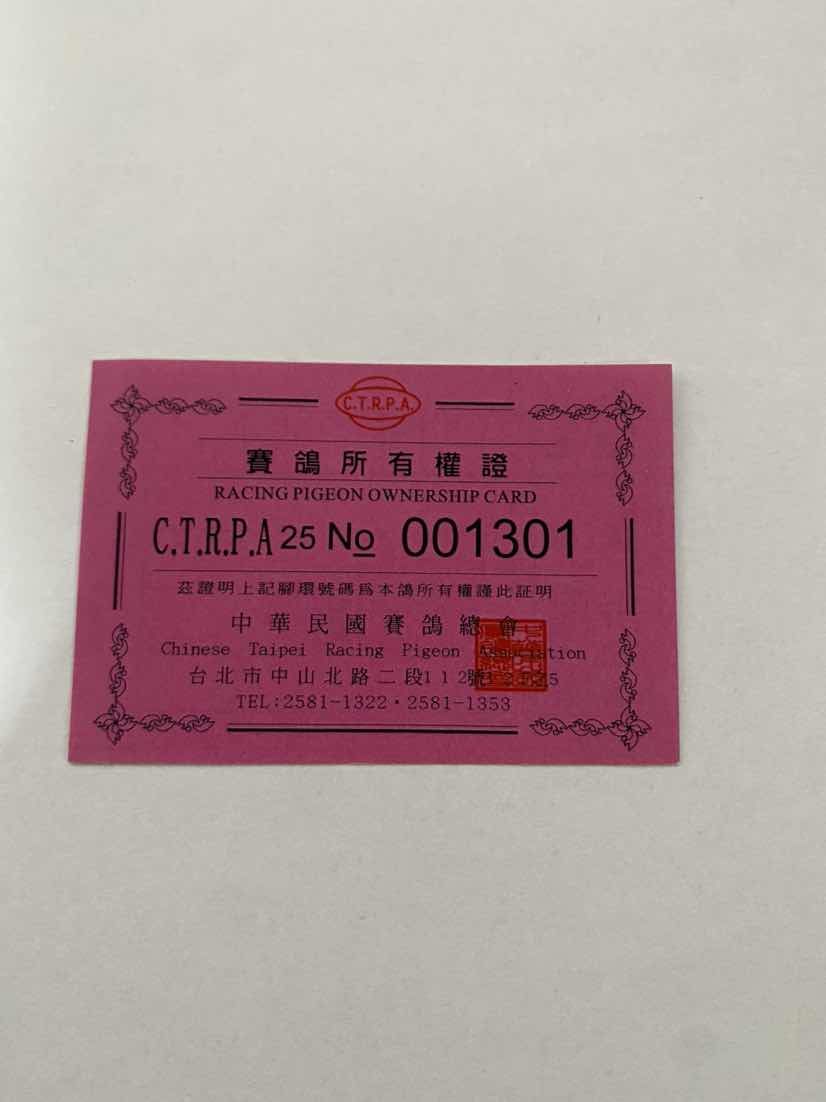 C.T.R.P.A.
賽鴿所有權證
RACING PIGEON OWNERSHIP CARD
C.T.R.P.A 25 No 001301
茲證明上記腳環號碼爲本鴿所有權謹此証明
中華民國賽鴿總會
Chinese Taipei Racing Pigeon Association
台北市中山北路二段112號
TEL:2581-1322·2581-1353